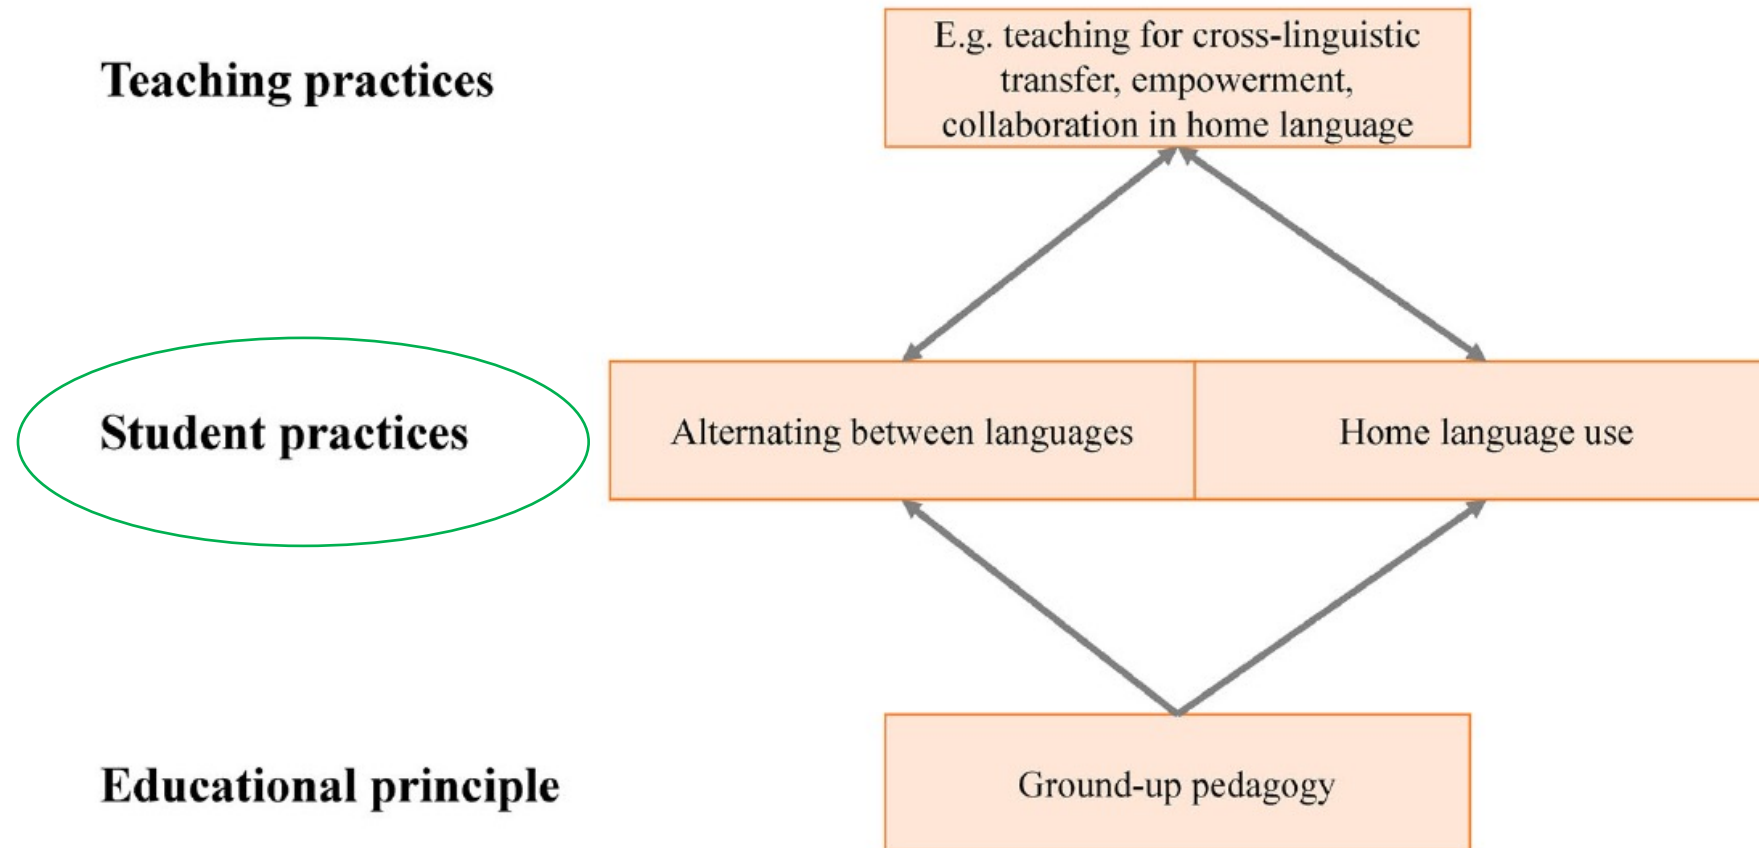 Teaching practices
E.g. teaching for cross-linguistic
transfer, empowerment,
collaboration in home language
Student practices
Alternating between languages
Home language use
Educational principle
Ground-up pedagogy